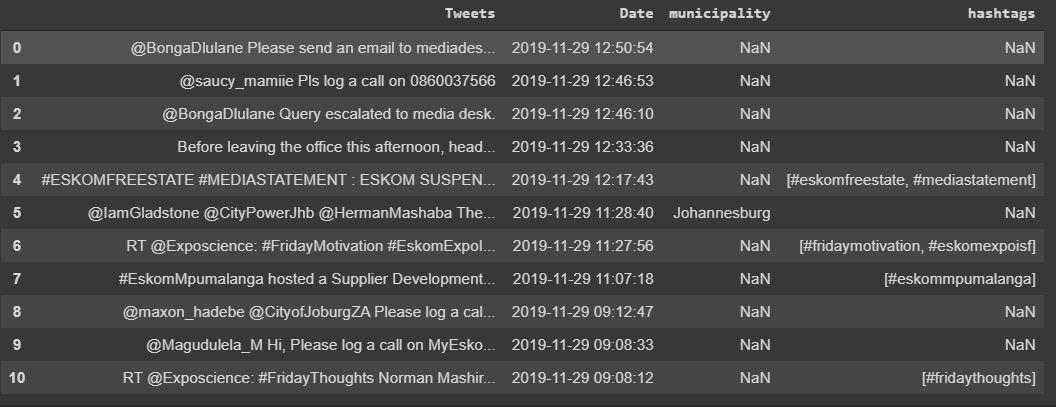 Tweets Date municipality hashtags
0 @BongaDlulane Please send an email to mediades... 2019-11-29 12:50:54 NaN NaN
1 @saucy_mamiie Pls log a call on 0860037566 2019-11-29 12:46:53 NaN NaN
2 @BongaDlulane Query escalated to media desk. 2019-11-29 12:46:10 NaN NaN
3 Before leaving the office this afternoon, head... 2019-11-29 12:33:36 NaN NaN
4 #ESKOMFREESTATE #MEDIASTATEMENT : ESKOM SUSPEN... 2019-11-29 12:17:43 NaN [#eskomfreestate, #mediastatement]
5 @IamGladstone @CityPowerJhb @HermanMashaba The... 2019-11-29 11:28:40 Johannesburg NaN
6 RT @Exposcience: #FridayMotivation #EskomExpoI... 2019-11-29 11:27:56 NaN [#fridaymotivation, #eskomexpoisf]
7 #EskomMpumalanga hosted a Supplier Development... 2019-11-29 11:07:18 NaN [#eskommpumalanga]
8 @maxon_hadebe @CityofJoburgZA Please log a cal... 2019-11-29 09:12:47 NaN NaN
9 @Magudulela_M Hi, Please log a call on MyEsko... 2019-11-29 09:08:33 NaN NaN
10 RT @Exposcience: #FridayThoughts Norman Mashir... 2019-11-29 09:08:12 NaN [#fridaythoughts]